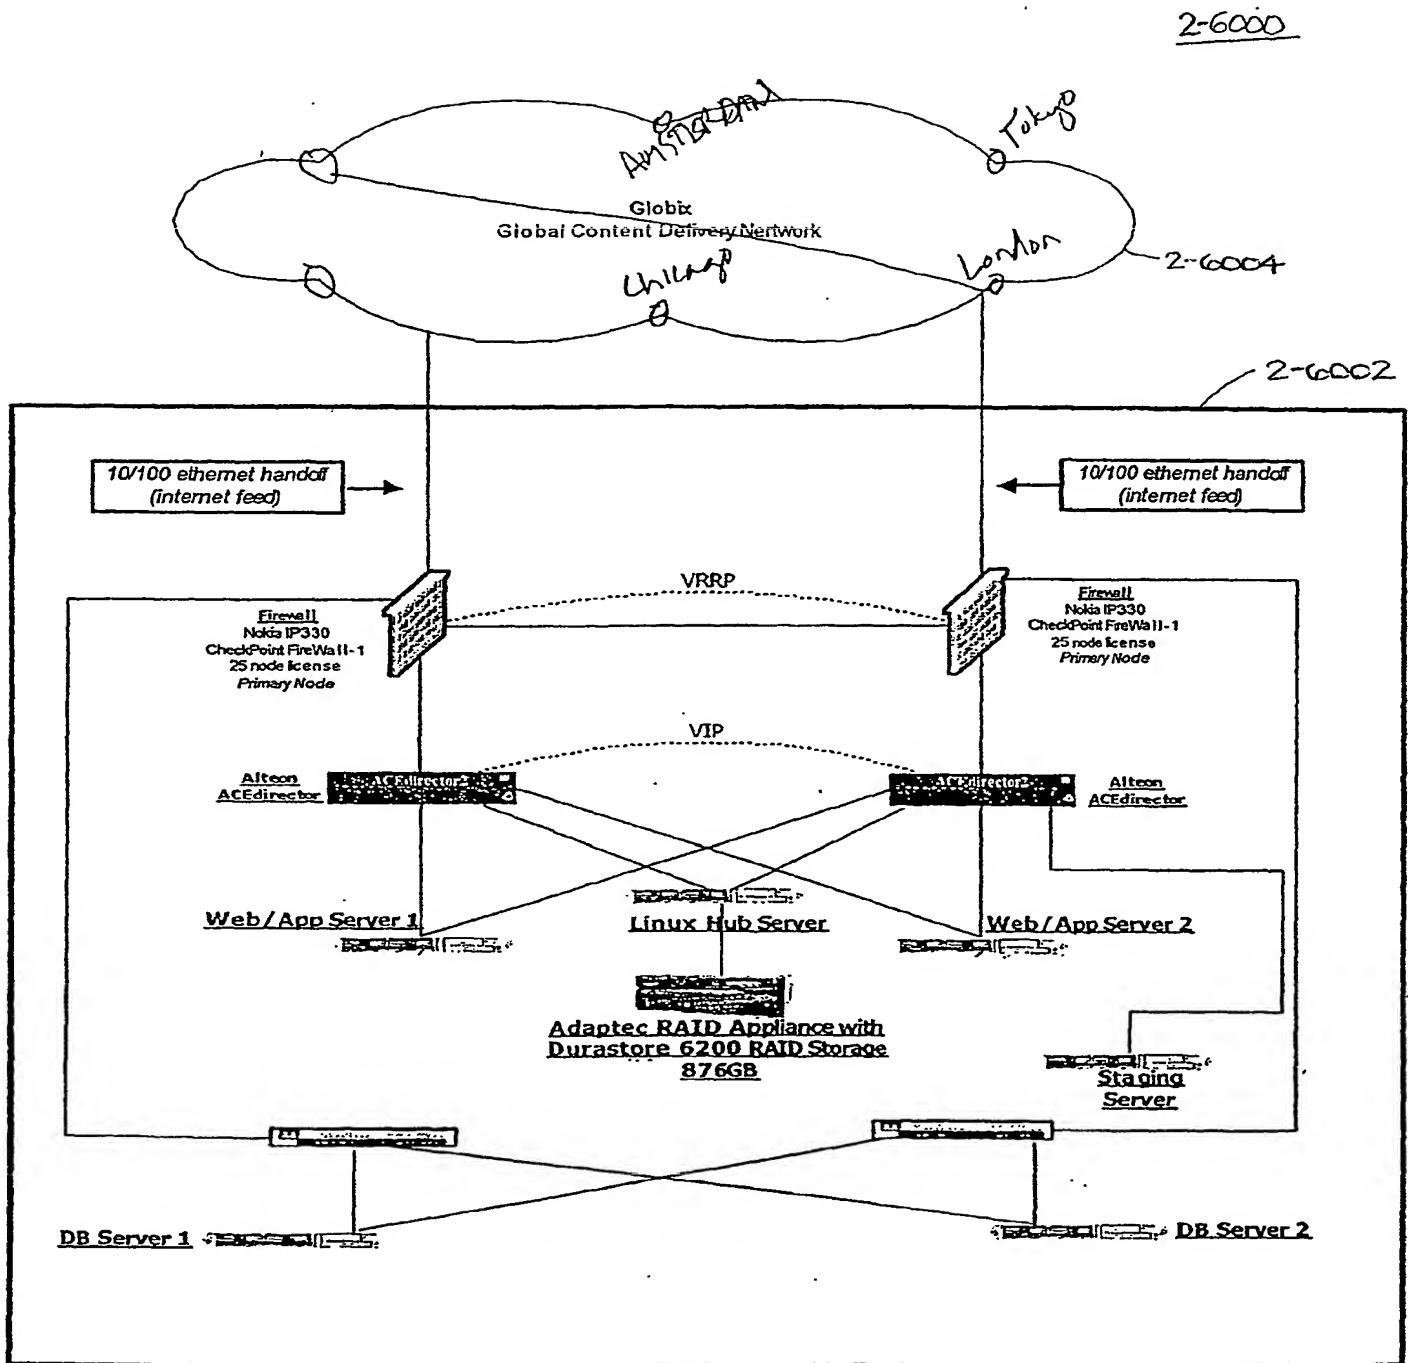 2-6000
AMSTERDAM
Tokyo
Globix
Global Content Delivery Nertwork
London
Chicago
2-6004
2-6002
10/100 ethernet handoff
(internet feed)
10/100 ethernet handoff
(internet feed)
VRRP
Firewall
Nokia IP330
CheckPoint FireWall-1
25 node license
Primary Node
Firewall
Nokia IP330
CheckPoint FireWall-1
25 node license
Primary Node
VIP
Alteon
ACEdirector
ACEdirector
ACEdirector
Alteon
ACEdirector
Web/App Server 1
Linux Hub Server
Web/App Server 2
Adaptec RAID Appliance with
Durastore 6200 RAID Storage
876GB
Staging
Server
DB Server 1
DB Server 2